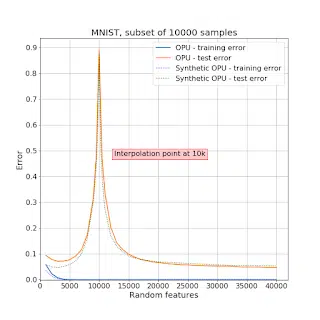 MNIST, subset of 10000 samples
OPU - training error
OPU - test error
Synthetic OPU - training error
Synthetic OPU - test error
Interpolation point at 10k
Error
0.9
0.8
0.7
0.6
0.5
0.4
0.3
0.2
0.1
0.0
0 5000 10000 15000 20000 25000 30000 35000 40000
Random features